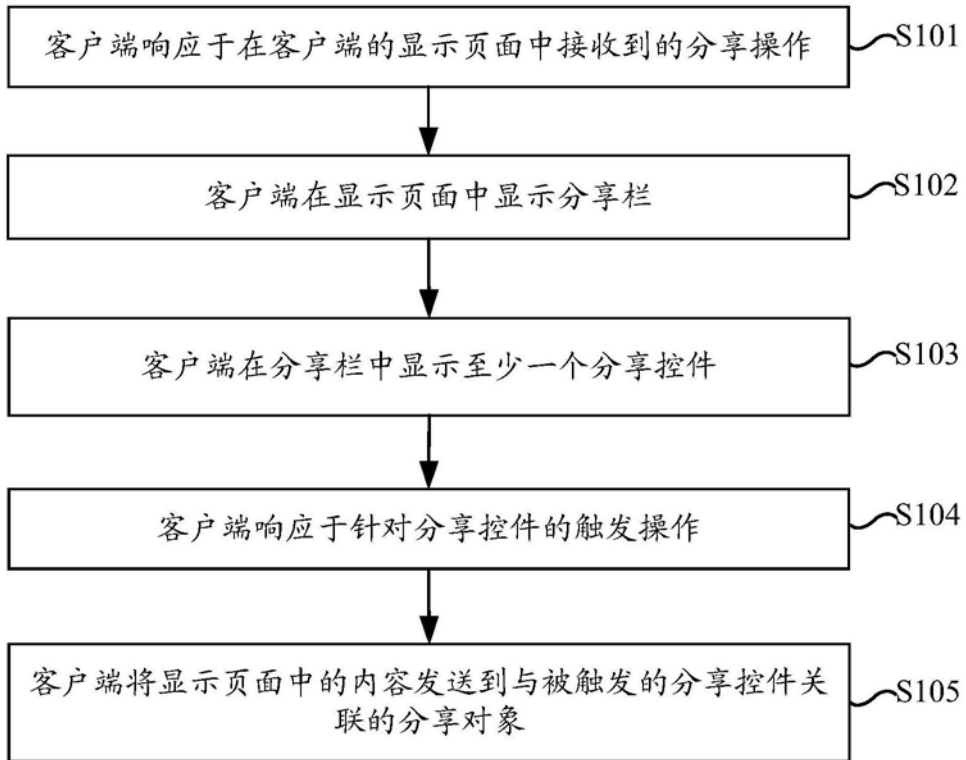 客户端响应于在客户端的显示页面中接收到的分享操作
S101
客户端在显示页面中显示分享栏
S102
客户端在分享栏中显示至少一个分享控件
S103
客户端响应于针对分享控件的触发操作
S104
客户端将显示页面中的内容发送到与被触发的分享控件关
联的分享对象
S105